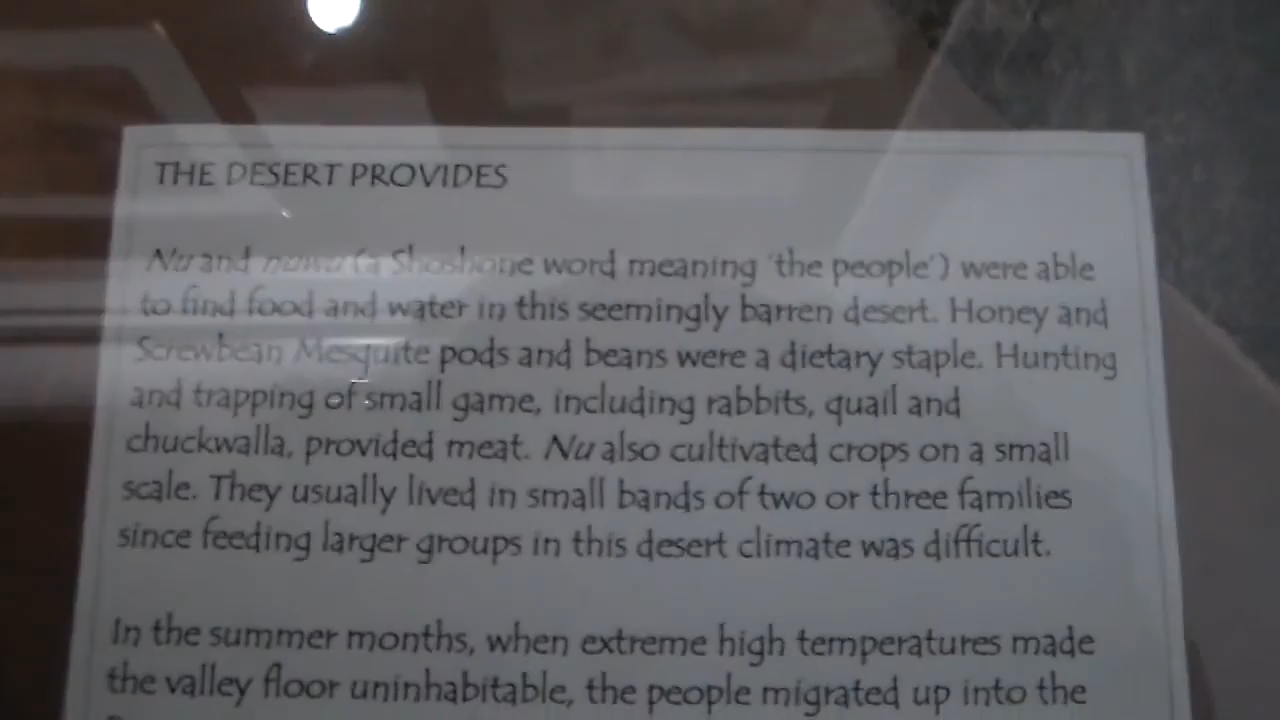 THE DESERT PROVIDES
Nu and nuwu (a Shoshone word meaning 'the people') were able
to find food and water in this seemingly barren desert. Honey and
Screwbean Mesquite pods and beans were a dietary staple. Hunting
and trapping of small game, including rabbits, quail and
chuckwalla, provided meat. Nu also cultivated crops on a small
scale. They usually lived in small bands of two or three families
since feeding larger groups in this desert climate was difficult.
In the summer months, when extreme high temperatures made
the valley floor uninhabitable, the people migrated up into the